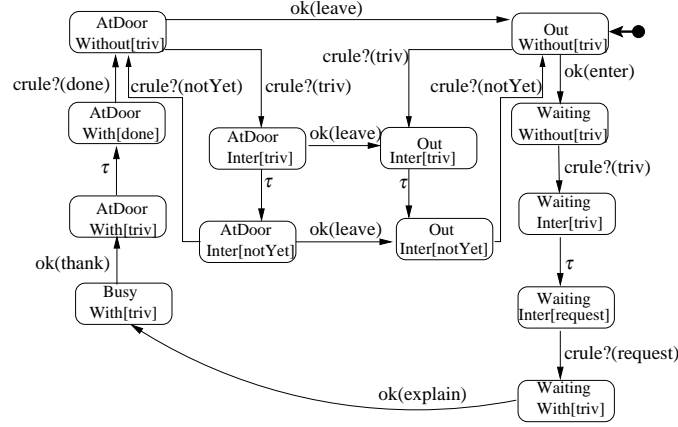 ok(leave)
AtDoor
Without[triv]
Out
Without[triv]
crule?(done)
crule?(notYet)
crule?(triv)
crule?(triv)
crule?(notYet)
ok(enter)
AtDoor
With[done]
Waiting
Without[triv]
AtDoor
Inter[triv]
ok(leave)
Out
Inter[triv]
τ
crule?(triv)
τ
τ
AtDoor
With[triv]
Waiting
Inter[triv]
AtDoor
Inter[notYet]
ok(leave)
Out
Inter[notYet]
ok(thank)
τ
Busy
With[triv]
Waiting
Inter[request]
crule?(request)
ok(explain)
Waiting
With[triv]